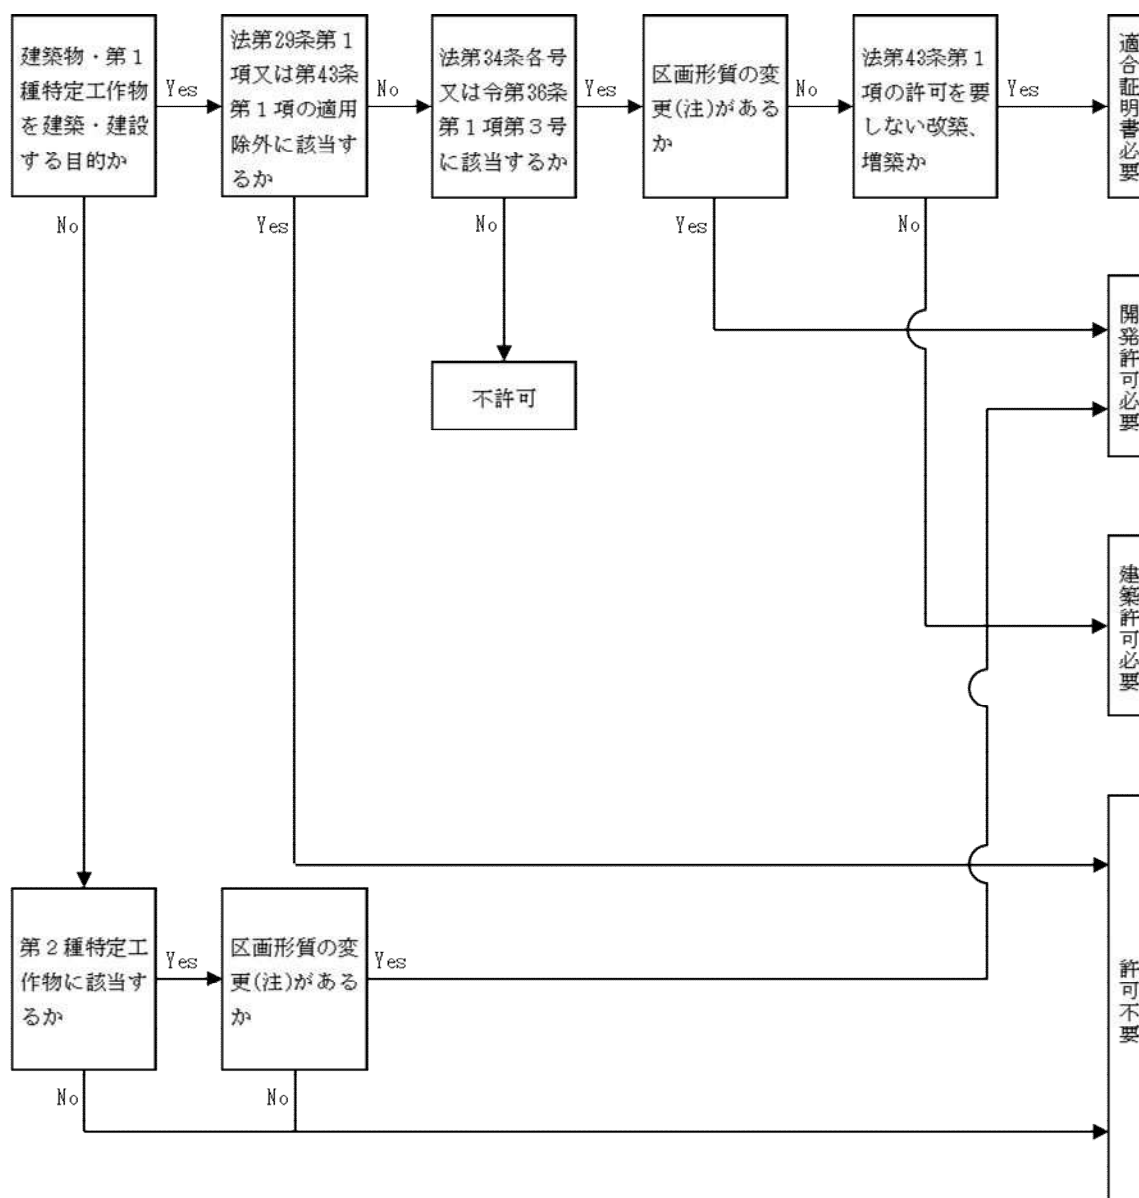 建築物・第１
種特定工作物
を建築・建設
する目的か
Yes
法第29条第１
項又は第43条
第１項の適用
除外に該当す
るか
No
法第34条各号
又は令第36条
第１項第３号
に該当するか
Yes
区画形質の変
更(注)がある
か
No
法第43条第１
項の許可を要
しない改築、
増築か
Yes
適合証明書必要
No
Yes
No
Yes
No
不許可
開発許可必要
建築許可必要
第２種特定工
作物に該当す
るか
Yes
区画形質の変
更(注)がある
か
Yes
許可不要
No
No